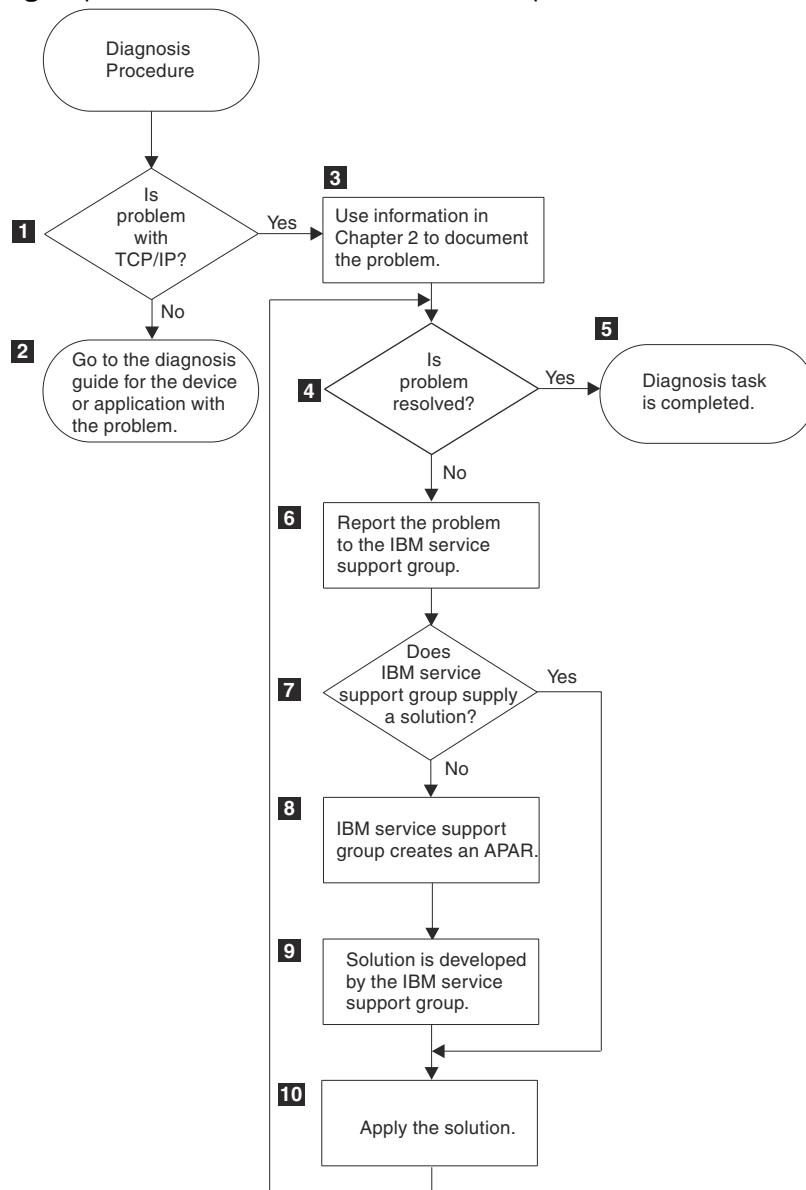 Diagnosis
Procedure
3
Is
problem
with
TCP/IP?
1
Yes
Use information in
Chapter 2 to document
the problem.
No
2
Go to the diagnosis
guide for the device
or application with
the problem.
5
Is
problem
resolved?
4
Yes
Diagnosis task
is completed.
No
6
Report the problem
to the IBM service
support group.
Does
IBM service
support group supply
a solution?
7
Yes
No
8
IBM service support
group creates an APAR.
9
Solution is developed
by the IBM service
support group.
10
Apply the solution.